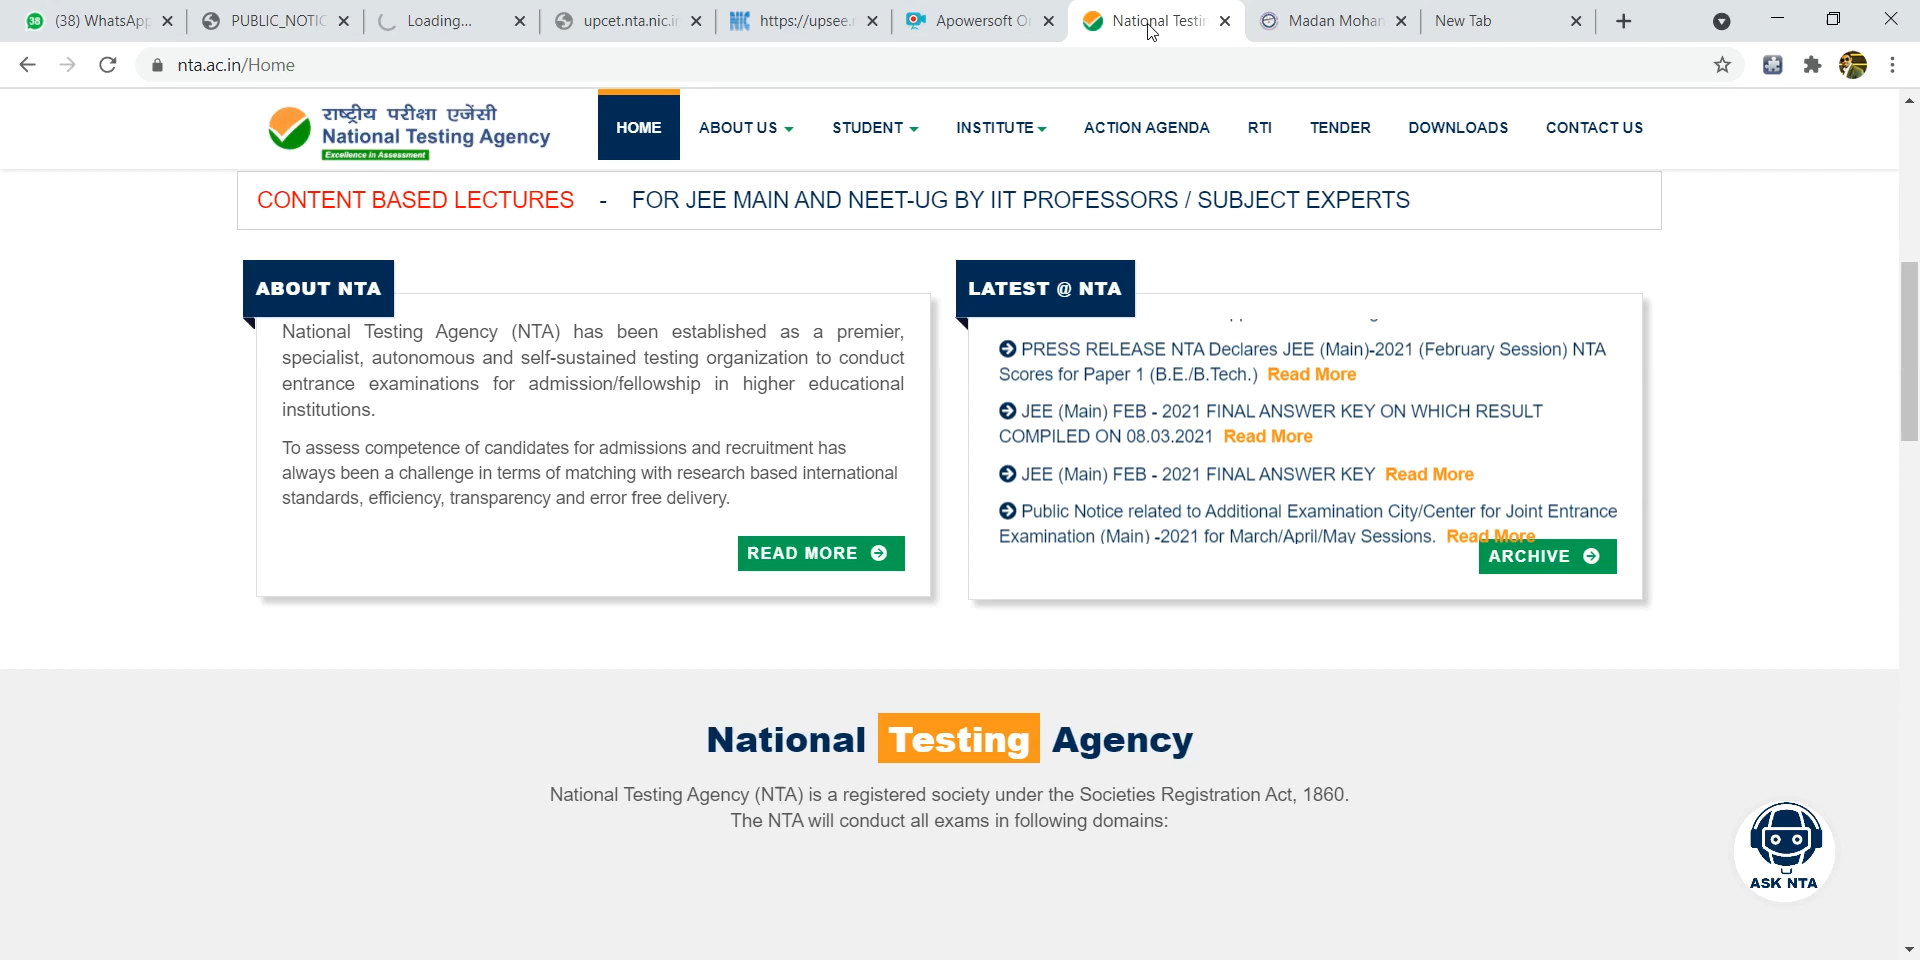 (38) WhatsApp
PUBLIC_NOTIC
Loading...
upcet.nta.nic.in
https://upsee.n
Apowersoft On
National Testin
Madan Mohan
New Tab
nta.ac.in/Home
राष्ट्रीय परीक्षा एजेंसी
National Testing Agency
Excellence in Assessment
HOME ABOUT US STUDENT INSTITUTE ACTION AGENDA RTI TENDER DOWNLOADS CONTACT US
CONTENT BASED LECTURES - FOR JEE MAIN AND NEET-UG BY IIT PROFESSORS / SUBJECT EXPERTS
ABOUT NTA
National Testing Agency (NTA) has been established as a premier,
specialist, autonomous and self-sustained testing organization to conduct
entrance examinations for admission/fellowship in higher educational
institutions.
To assess competence of candidates for admissions and recruitment has
always been a challenge in terms of matching with research based international
standards, efficiency, transparency and error free delivery.
READ MORE
LATEST @ NTA
PRESS RELEASE NTA Declares JEE (Main)-2021 (February Session) NTA
Scores for Paper 1 (B.E./B.Tech.) Read More
JEE (Main) FEB - 2021 FINAL ANSWER KEY ON WHICH RESULT
COMPILED ON 08.03.2021 Read More
JEE (Main) FEB - 2021 FINAL ANSWER KEY Read More
Public Notice related to Additional Examination City/Center for Joint Entrance
Examination (Main) -2021 for March/April/May Sessions. Read More
ARCHIVE
National Testing Agency
National Testing Agency (NTA) is a registered society under the Societies Registration Act, 1860.
The NTA will conduct all exams in following domains:
ASK NTA